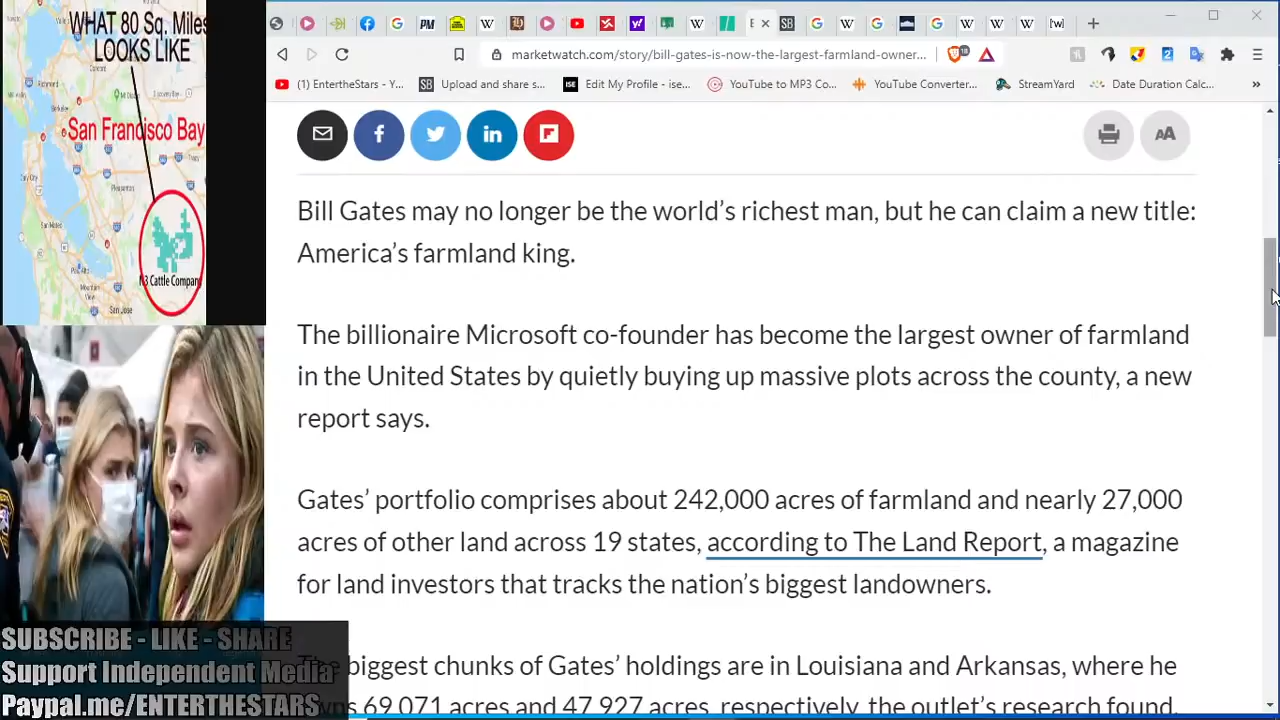 WHAT 80 Sq. Miles
LOOKS LIKE
San Francisco Bay
N3 Cattle Company
marketwatch.com/story/bill-gates-is-now-the-largest-farmland-owner...
(1) EntertheStars - Y...
Upload and share s...
Edit My Profile - ise...
YouTube to MP3 Co...
YouTube Converter...
StreamYard
Date Duration Calc...
Bill Gates may no longer be the world’s richest man, but he can claim a new title:
America’s farmland king.
The billionaire Microsoft co-founder has become the largest owner of farmland
in the United States by quietly buying up massive plots across the county, a new
report says.
Gates’ portfolio comprises about 242,000 acres of farmland and nearly 27,000
acres of other land across 19 states, according to The Land Report, a magazine
for land investors that tracks the nation’s biggest landowners.
The biggest chunks of Gates’ holdings are in Louisiana and Arkansas, where he
owns 69,071 acres and 47,927 acres, respectively, the outlet’s research found.
SUBSCRIBE - LIKE - SHARE
Support Independent Media
Paypal.me/ENTERTHESTARS